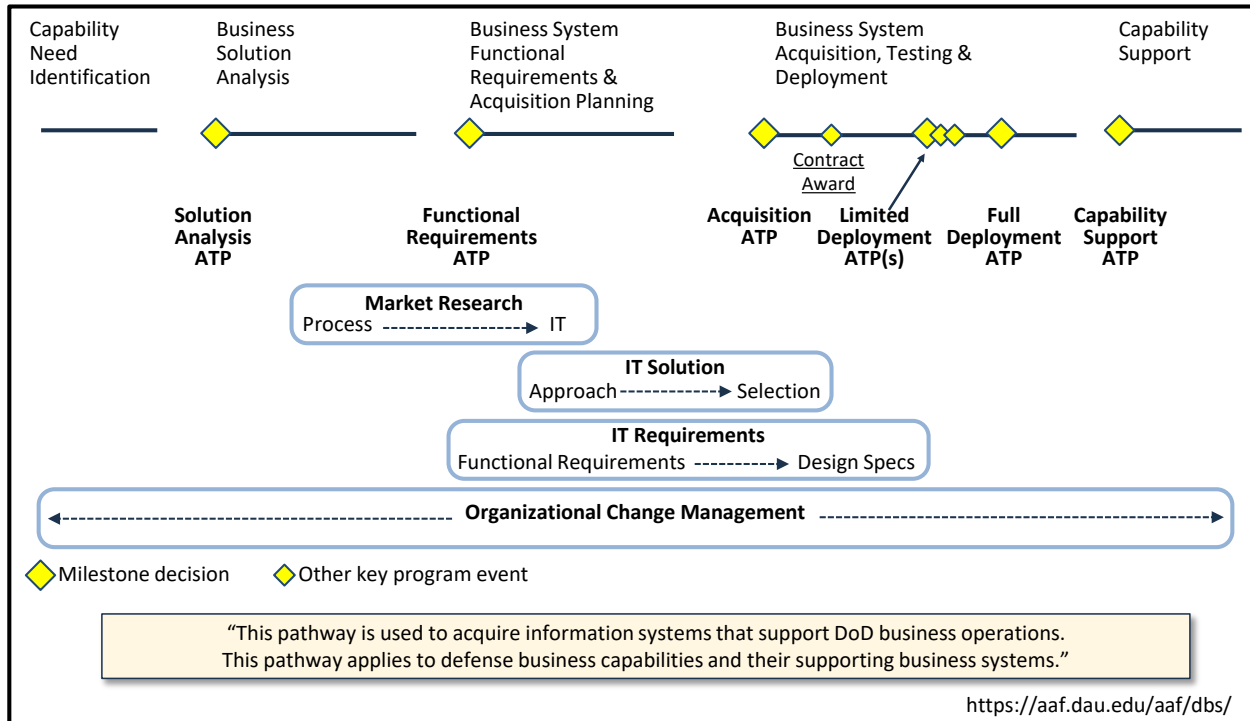 Capability
Need
Identification
Business
Solution
Analysis
Business System
Functional
Requirements &
Acquisition Planning
Business System
Acquisition, Testing &
Deployment
Capability
Support
Contract
Award
Solution
Analysis
ATP
Functional
Requirements
ATP
Acquisition
ATP
Limited
Deployment
ATP(s)
Full
Deployment
ATP
Capability
Support
ATP
Market Research
Process IT
IT Solution
Approach Selection
IT Requirements
Functional Requirements Design Specs
Organizational Change Management
Milestone decision Other key program event
“This pathway is used to acquire information systems that support DoD business operations.
This pathway applies to defense business capabilities and their supporting business systems.”
https://aaf.dau.edu/aaf/dbs/